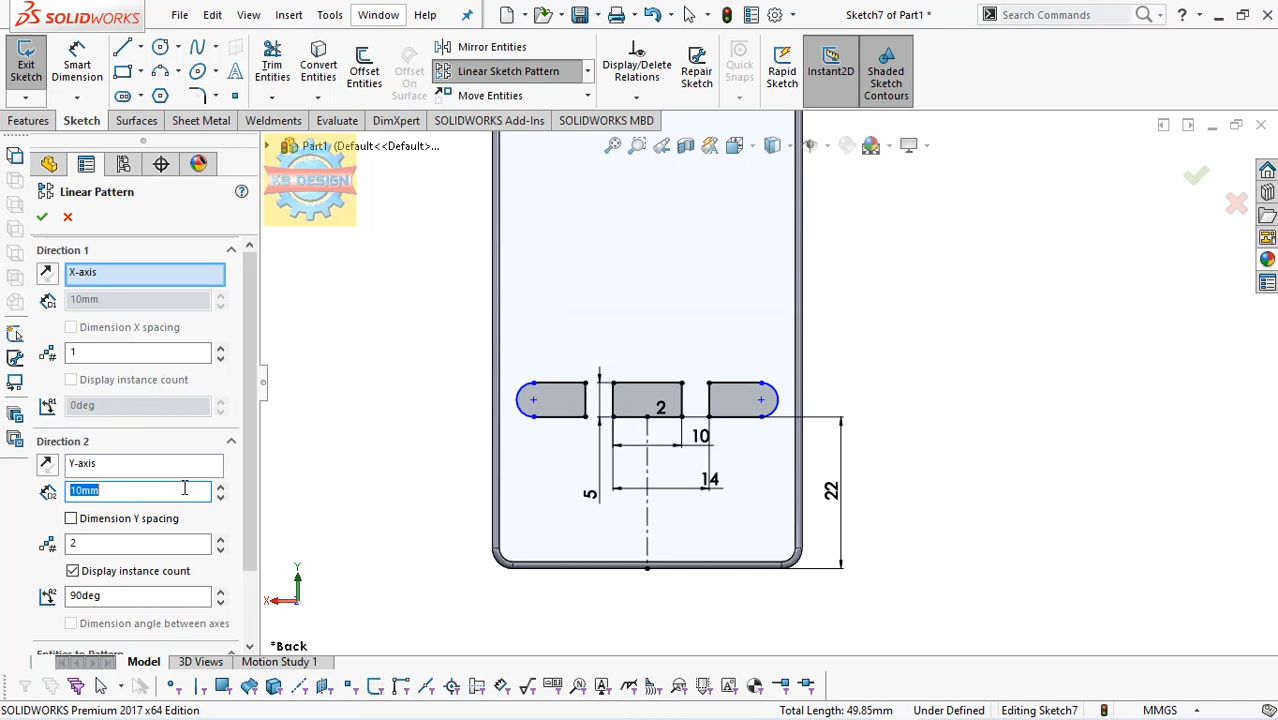 SOLIDWORKS
File
Edit
View
Insert
Tools
Window
Help
Sketch7 of Part1 *
Search Commands
?
Exit Sketch
Smart Dimension
Trim Entities
Convert Entities
Offset Entities
Offset On Surface
Mirror Entities
Linear Sketch Pattern
Move Entities
Display/Delete Relations
Repair Sketch
Quick Snaps
Rapid Sketch
Instant2D
Shaded Sketch Contours
Features
Sketch
Surfaces
Sheet Metal
Weldments
Evaluate
DimXpert
SOLIDWORKS Add-Ins
SOLIDWORKS MBD
Part1 (Default<<Default>...
KB DESIGN
Linear Pattern
Direction 1
X-axis
10mm
Dimension X spacing
1
Display instance count
0deg
Direction 2
Y-axis
10mm
Dimension Y spacing
2
Display instance count
90deg
Dimension angle between axes
Entities to Pattern
2
10
14
5
22
Y
X
*Back
Model
3D Views
Motion Study 1
SOLIDWORKS Premium 2017 x64 Edition
Total Length: 49.85mm
Under Defined
Editing Sketch7
MMGS